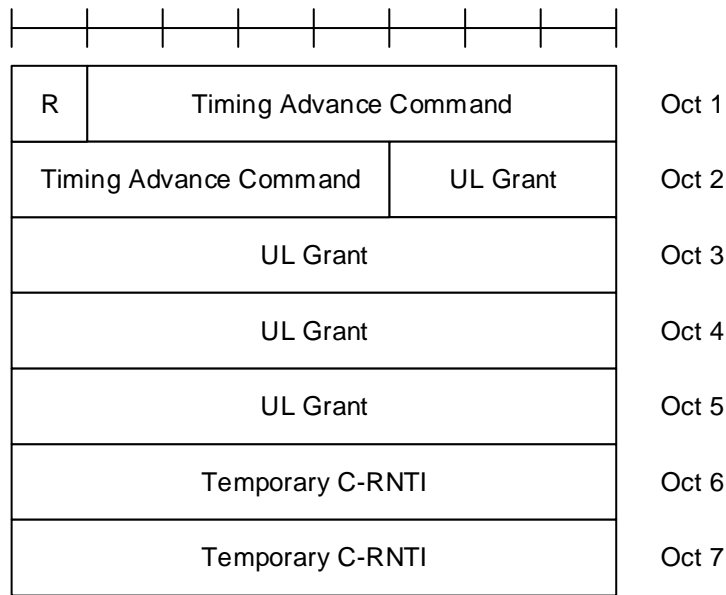 R Timing Advance Command Oct 1
Timing Advance Command UL Grant Oct 2
UL Grant Oct 3
UL Grant Oct 4
UL Grant Oct 5
Temporary C-RNTI Oct 6
Temporary C-RNTI Oct 7